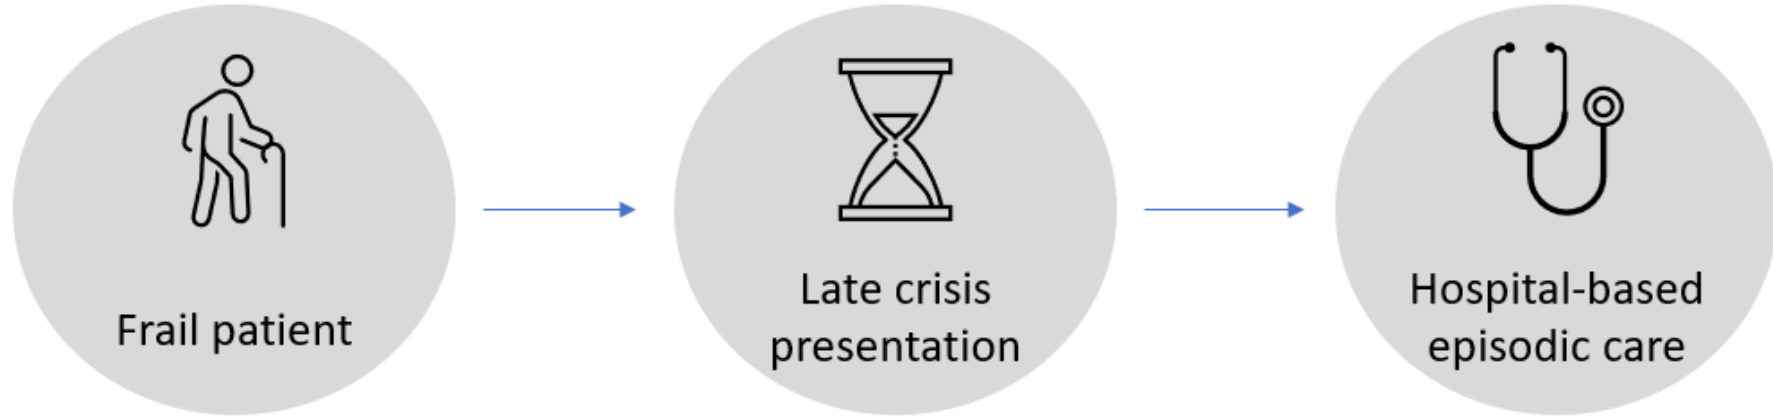 Frail patient
Late crisis
presentation
Hospital-based
episodic care